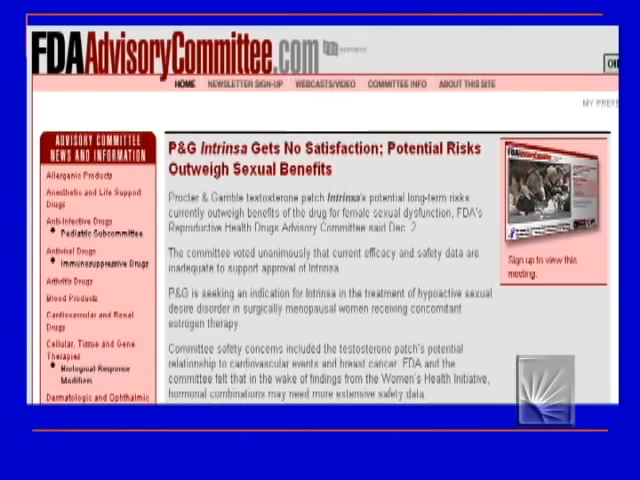 FDAAdvisoryCommittee.com
HOME NEWSLETTER SIGN-UP WEBCASTS/VIDEO COMMITTEE INFO ABOUT THIS SITE
ADVISORY COMMITTEE
NEWS AND INFORMATION
Allergenic Products
Anesthetic and Life Support
Drugs
Anti-Infective Drugs
Pediatric Subcommittee
Antiviral Drugs
Immunosuppressive Drugs
Arthritis Drugs
Blood Products
Cardiovascular and Renal
Drugs
Cellular, Tissue and Gene
Therapies
Biological Response
Modifiers
Dermatologic and Ophthalmic
P&G Intrinsa Gets No Satisfaction; Potential Risks
Outweigh Sexual Benefits
Procter & Gamble testosterone patch Intrinsa's potential long-term risks
currently outweigh benefits of the drug for female sexual dysfunction, FDA's
Reproductive Health Drugs Advisory Committee said Dec. 2.
The committee voted unanimously that current efficacy and safety data are
inadequate to support approval of Intrinsa.
P&G is seeking an indication for Intrinsa in the treatment of hypoactive sexual
desire disorder in surgically menopausal women receiving concomitant
estrogen therapy.
Committee safety concerns included the testosterone patch's potential
relationship to cardiovascular events and breast cancer. FDA and the
committee felt that in the wake of findings from the Women's Health Initiative,
hormonal combinations may need more extensive safety data.
MY PREFE
Sign up to view this
meeting.